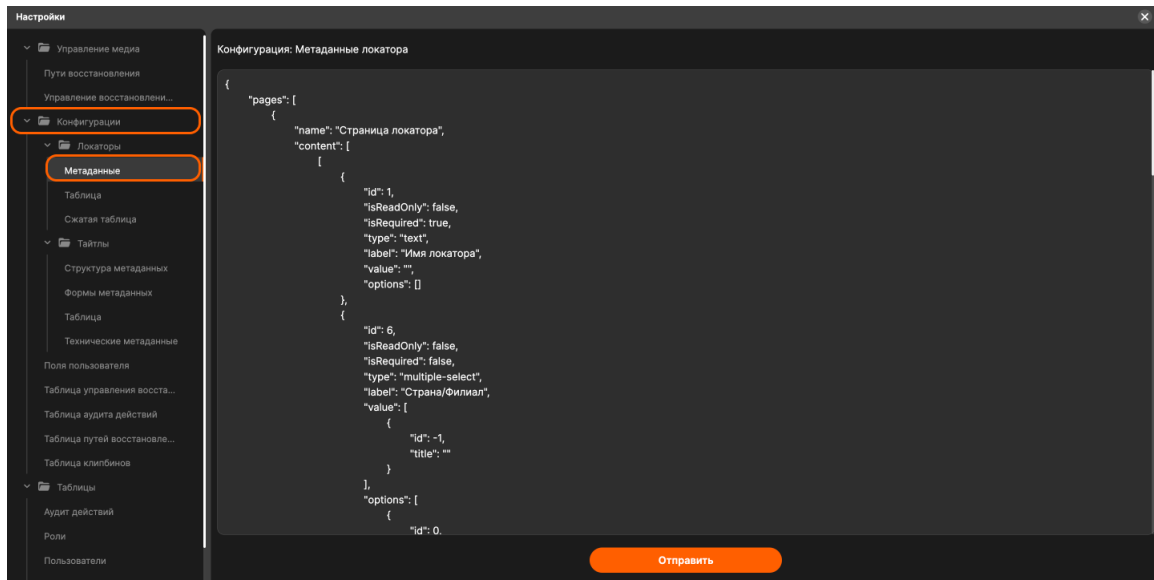 Настройки
Управление медиа
Пути восстановления
Управление восстановлени...
Конфигурации
Локаторы
Метаданные
Таблица
Сжатая таблица
Тайтлы
Структура метаданных
Формы метаданных
Таблица
Технические метаданные
Поля пользователя
Таблица управления восста...
Таблица аудита действий
Таблица путей восстановле...
Таблица клипбинов
Таблицы
Аудит действий
Роли
Пользователи
Конфигурация: Метаданные локатора
{
"pages": [
{
"name": "Страница локатора",
"content": [
[
{
"id": 1,
"isReadOnly": false,
"isRequired": true,
"type": "text",
"label": "Имя локатора",
"value": "",
"options": []
},
{
"id": 6,
"isReadOnly": false,
"isRequired": false,
"type": "multiple-select",
"label": "Страна/Филиал",
"value": [
{
"id": -1,
"title": ""
}
],
"options": [
{
"id": 0,
Отправить